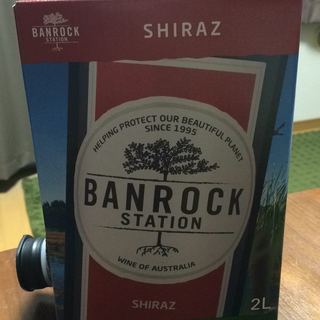 BANROCK
STATION
SHIRAZ
HELPING PROTECT OUR BEAUTIFUL PLANET
SINCE 1995
BANROCK
STATION
WINE OF AUSTRALIA
SHIRAZ
2L